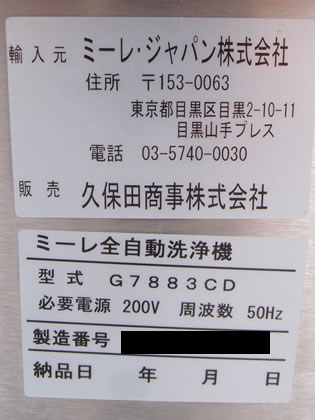 輸入元 ミーレ・ジャパン株式会社
住所 〒153-0063
東京都目黒区目黒2-10-11
目黒山手プレス
電話 03-5740-0030
販売 久保田商事株式会社
ミーレ全自動洗浄機
型式 G7883CD
必要電源 200V 周波数 50Hz
製造番号
納品日 年 月 日